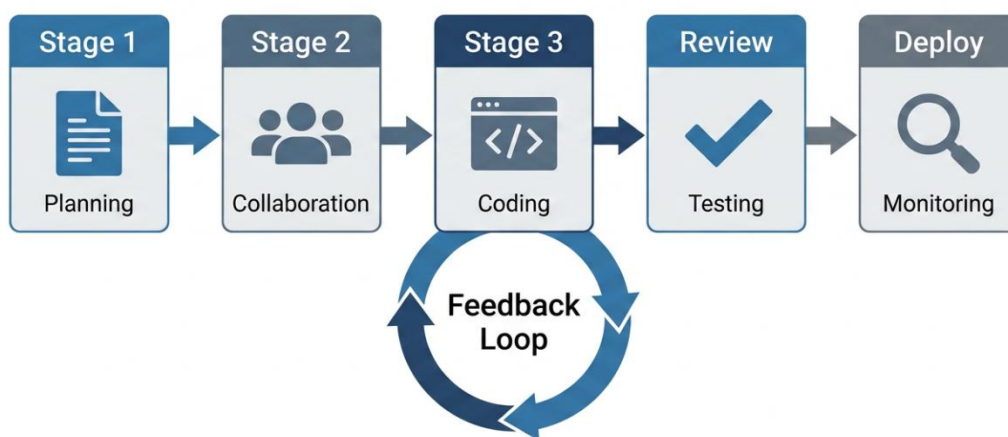 Stage 1
Planning
Stage 2
Collaboration
Stage 3
</>
Coding
Review
Testing
Deploy
Monitoring
Feedback
Loop